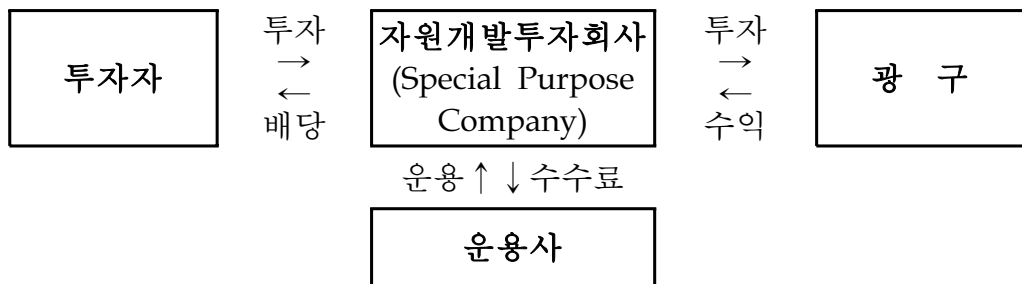 투자자
투자
→
←
배당
자원개발투자회사
(Special Purpose
Company)
투자
→
←
수익
광 구
운용↑ ↓수수료
운용사